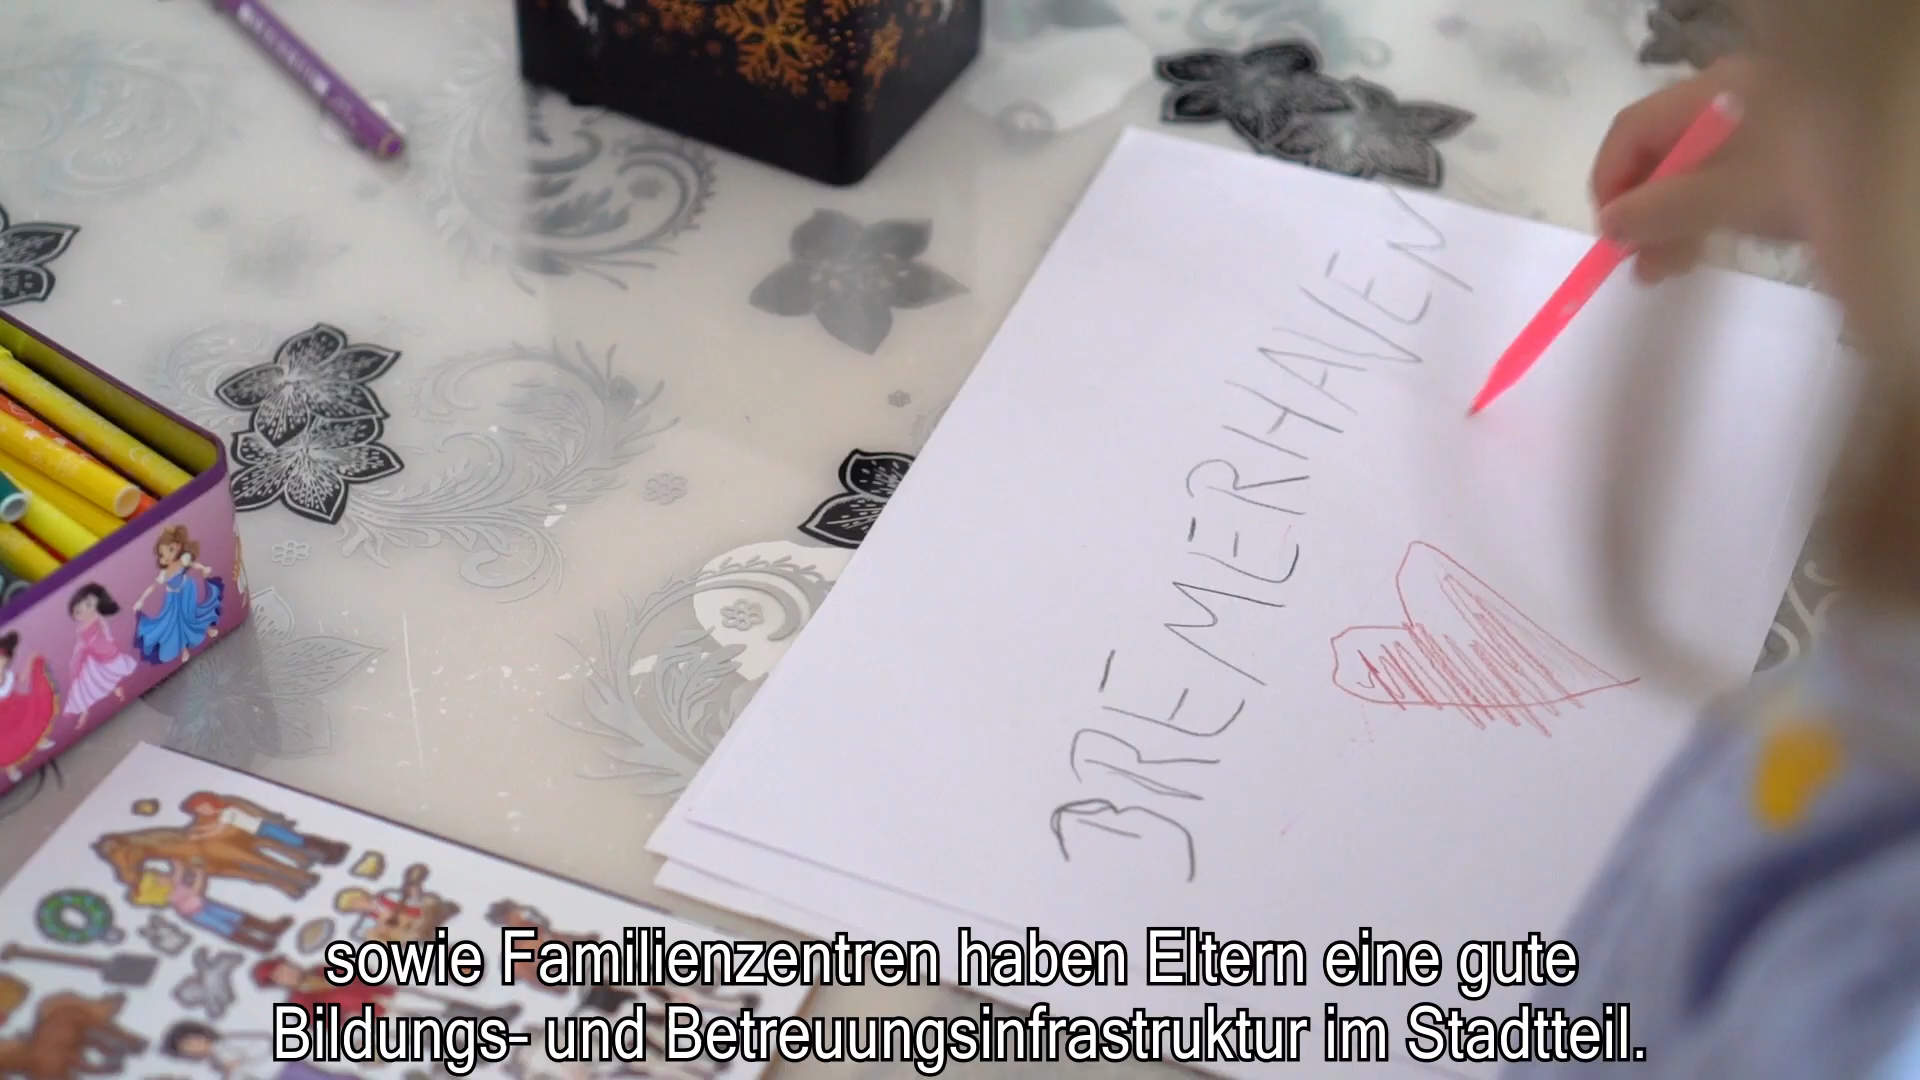 BREMERHAVEN
sowie Familienzentren haben Eltern eine gute
Bildungs- und Betreuungsinfrastruktur im Stadtteil.